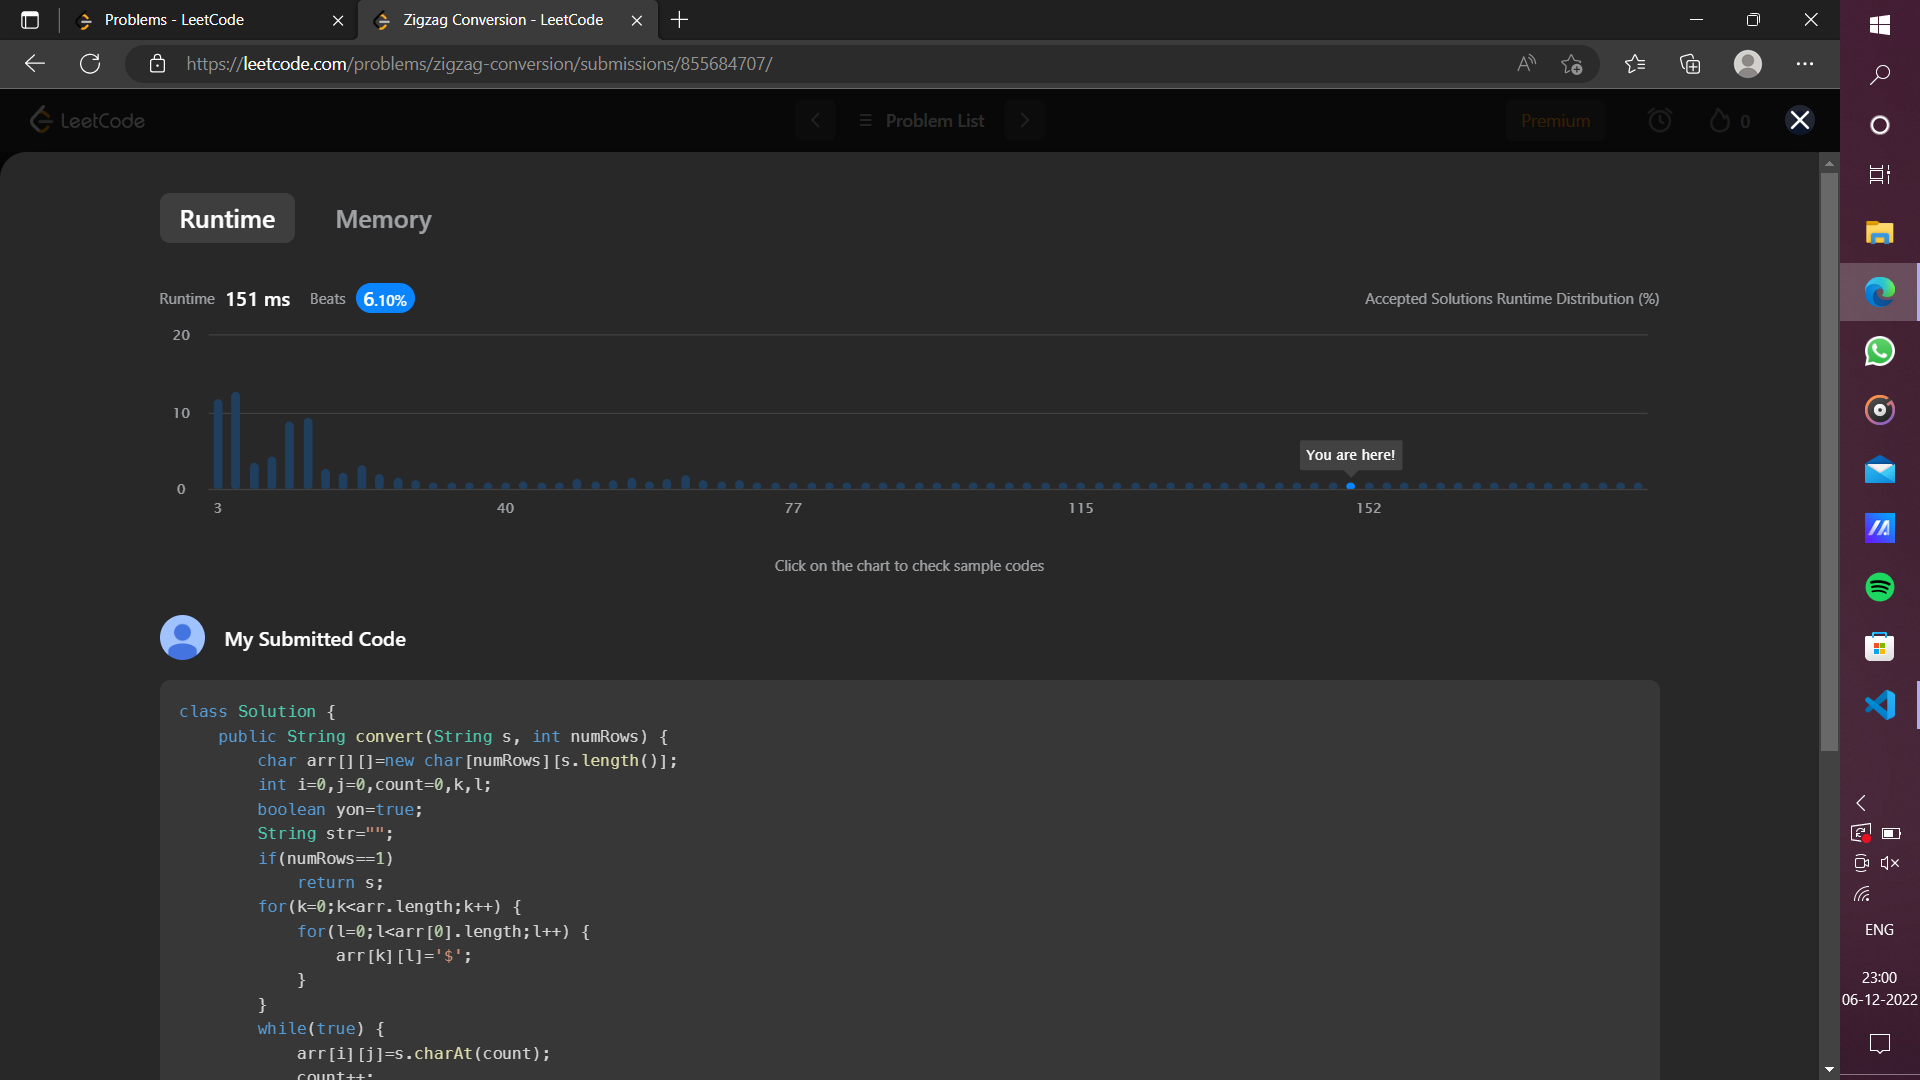 Problems - LeetCode
Zigzag Conversion - LeetCode
https://leetcode.com/problems/zigzag-conversion/submissions/855684707/
LeetCode
Problem List
Premium
0
Runtime
Memory
Runtime 151 ms Beats 6.10%
Accepted Solutions Runtime Distribution (%)
20
10
0
You are here!
3 40 77 115 152
Click on the chart to check sample codes
My Submitted Code
class Solution {
    public String convert(String s, int numRows) {
        char arr[][]=new char[numRows][s.length()];
        int i=0,j=0,count=0,k,l;
        boolean yon=true;
        String str="";
        if(numRows==1)
            return s;
        for(k=0;k<arr.length;k++) {
            for(l=0;l<arr[0].length;l++) {
                arr[k][l]='$';
            }
        }
        while(true) {
            arr[i][j]=s.charAt(count);
            count++;
ENG
23:00
06-12-2022